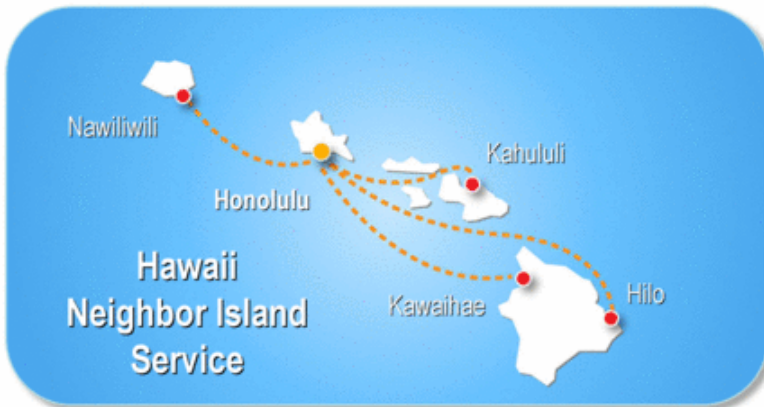 Nawiliwili
Kahululi
Honolulu
Hawaii
Neighbor Island
Service
Kawaihae
Hilo